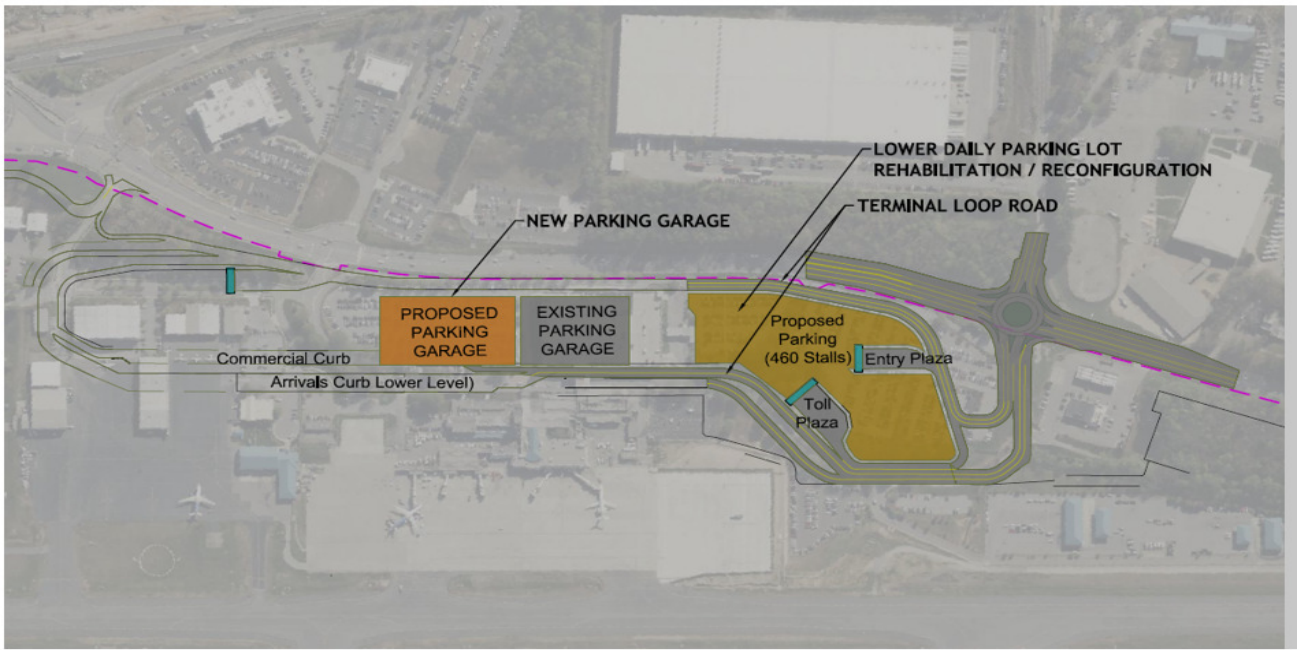 LOWER DAILY PARKING LOT
REHABILITATION / RECONFIGURATION
TERMINAL LOOP ROAD
NEW PARKING GARAGE
PROPOSED
PARKING
GARAGE
EXISTING
PARKING
GARAGE
Proposed
Parking
(460 Stalls)
Entry Plaza
Commercial Curb
Arrivals Curb Lower Level)
Toll
Plaza